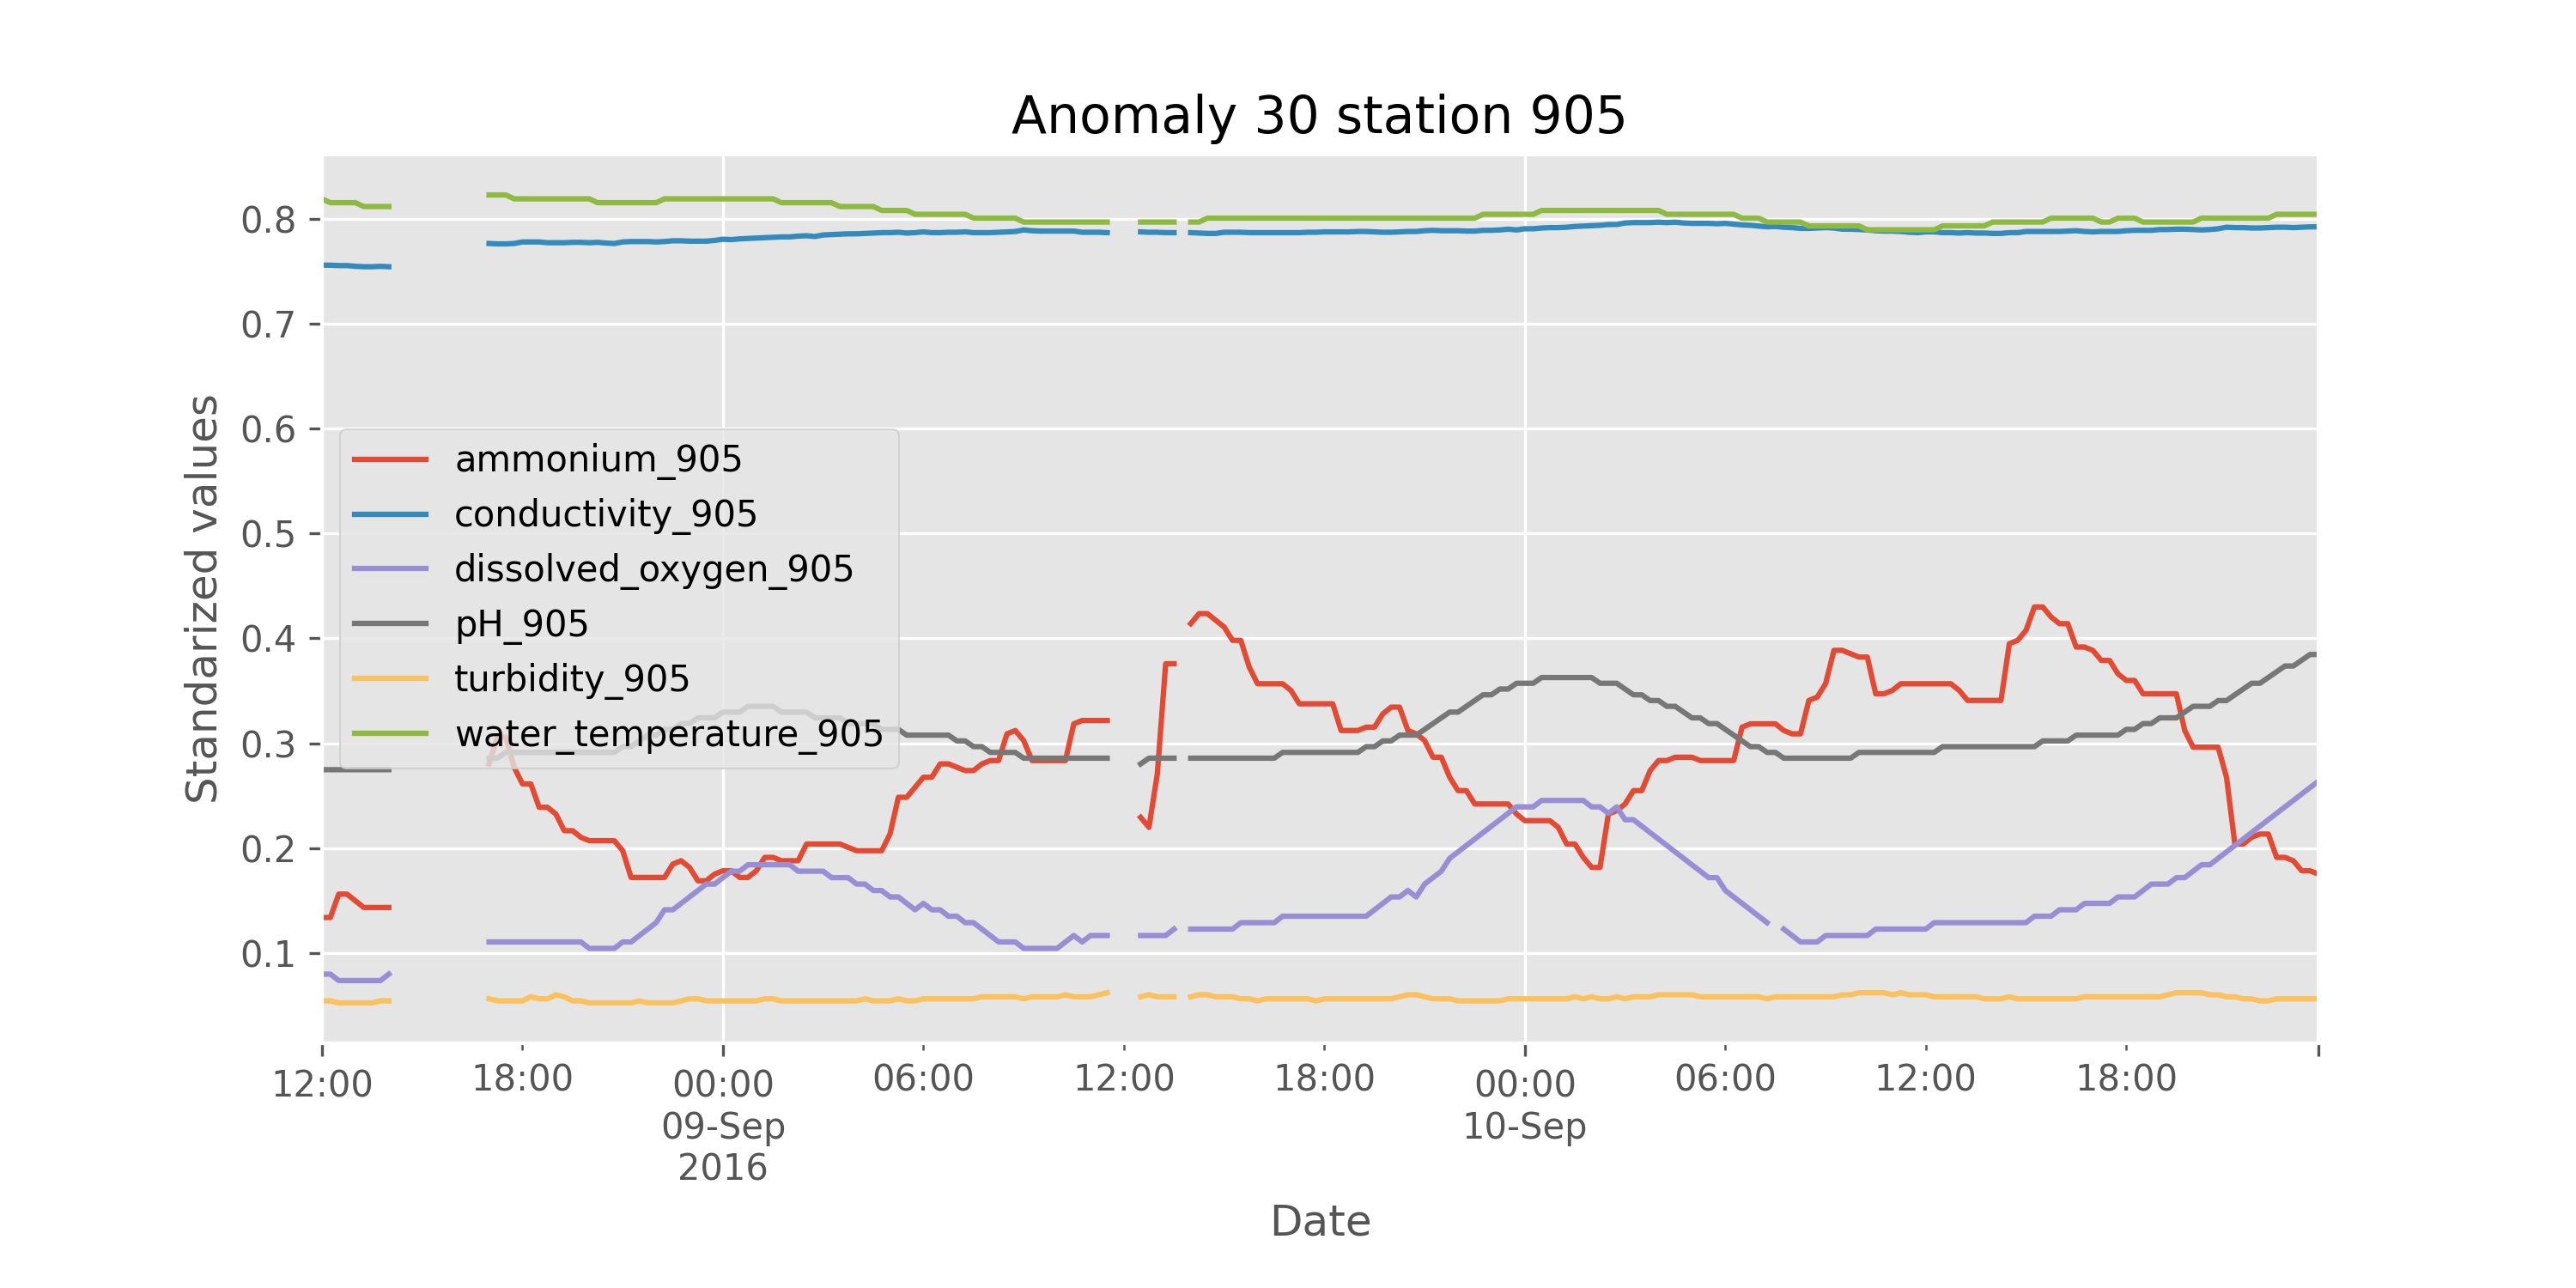 Anomaly 30 station 905
Standarized values
0.8
0.7
0.6
0.5
0.4
0.3
0.2
0.1
ammonium_905
conductivity_905
dissolved_oxygen_905
pH_905
turbidity_905
water_temperature_905
12:00 18:00 00:00 06:00 12:00 18:00 00:00 06:00 12:00 18:00
09-Sep 10-Sep
2016
Date